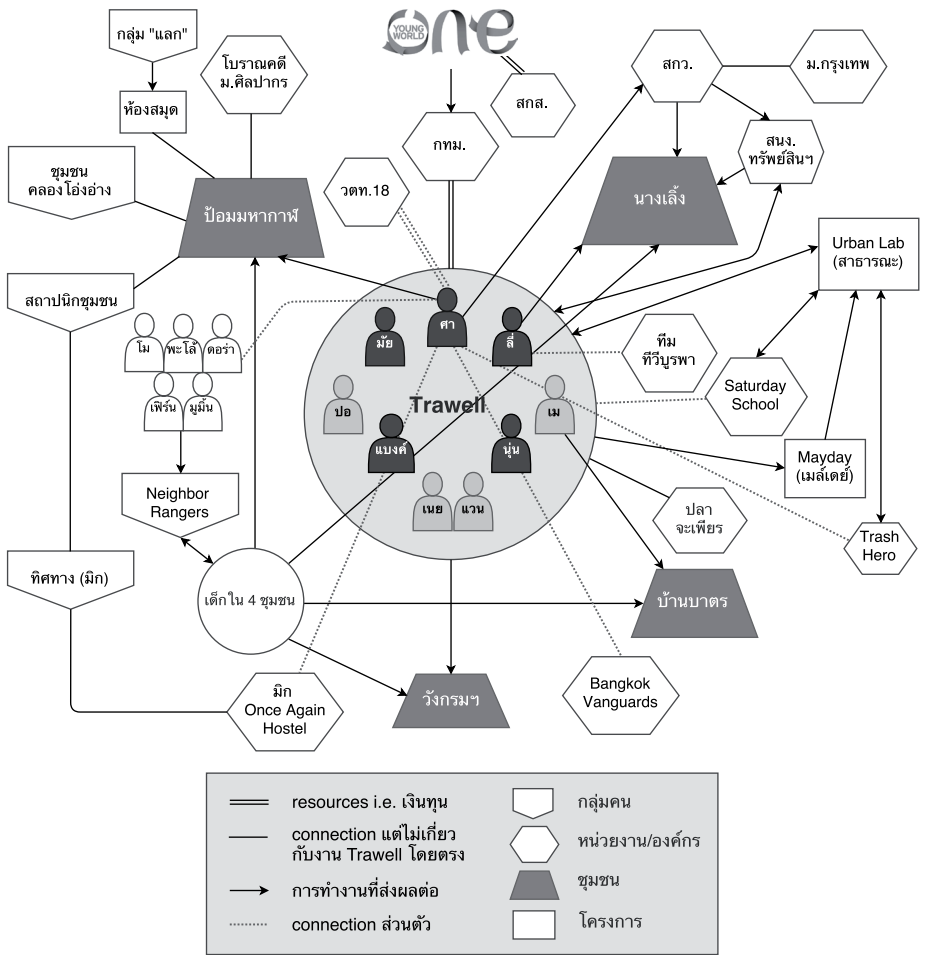 YOUNG
one
WORLD
กลุ่ม "แลก"
โบราณคดี
ม.ศิลปากร
ห้องสมุด
สกส.
สกว.
ม.กรุงเทพ
กทม.
สนง.
ทรัพย์สินฯ
ชุมชน
คลองโอ่งอ่าง
วตท.18
ป้อมมหากาฬ
นางเลิ้ง
Urban Lab
(สาธารณะ)
สถาปนิกชุมชน
โม
พะโล้
ดอร่า
เฟิร์น
มูมิ้น
ศา
มัย
ลี่
ทีม
ทีวีบูรพา
Saturday
School
ปอ
Trawell
เม
แบงค์
นุ่น
เนย
แวน
Mayday
(เมล์เดย์)
Neighbor
Rangers
ปลา
จะเพียร
Trash
Hero
ทิศทาง (มิก)
เด็กใน 4 ชุมชน
บ้านบาตร
มิก
Once Again
Hostel
วังกรมฯ
Bangkok
Vanguards
resources i.e. เงินทุน
connection แต่ไม่เกี่ยว
กับงาน Trawell โดยตรง
การทำงานที่ส่งผลต่อ
connection ส่วนตัว
กลุ่มคน
หน่วยงาน/องค์กร
ชุมชน
โครงการ